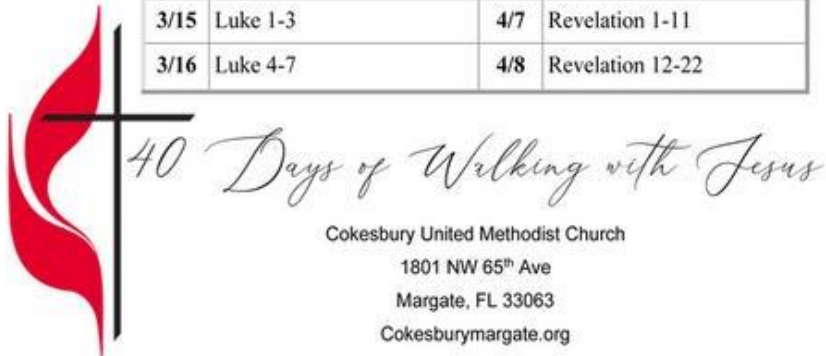 3/15 Luke 1-3 4/7 Revelation 1-11
3/16 Luke 4-7 4/8 Revelation 12-22
40 Days of Walking with Jesus
Cokesbury United Methodist Church
1801 NW 65th Ave
Margate, FL 33063
Cokesburymargate.org